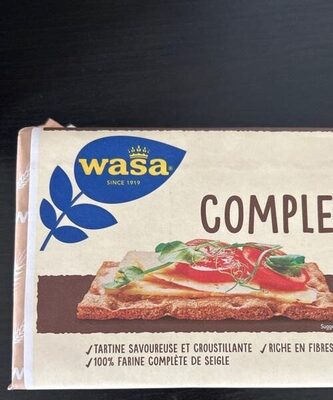 wasa
SINCE 1919
COMPLE
✓TARTINE SAVOUREUSE ET CROUSTILLANTE ✓RICHE EN FIBRES
✓100% FARINE COMPLÈTE DE SEIGLE